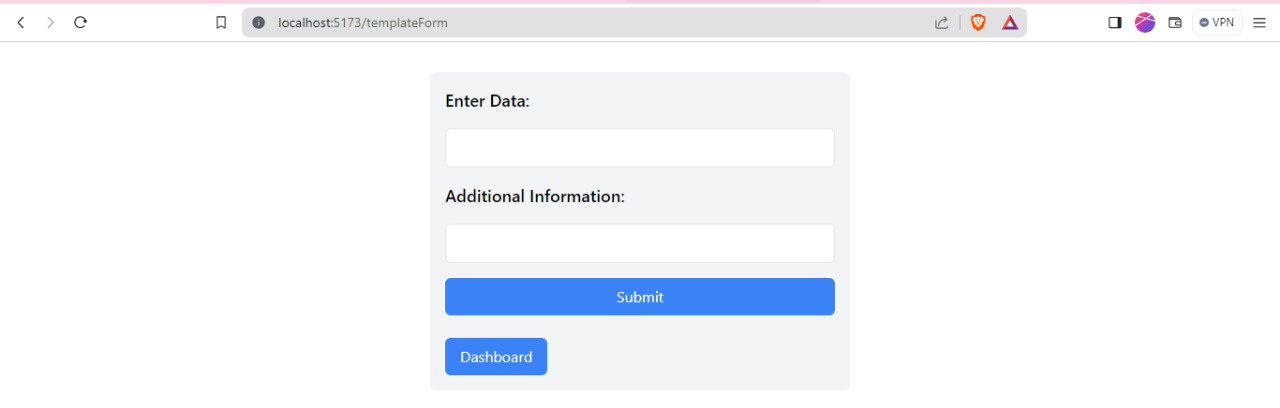 localhost:5173/templateForm
VPN
Enter Data:
Additional Information:
Submit
Dashboard